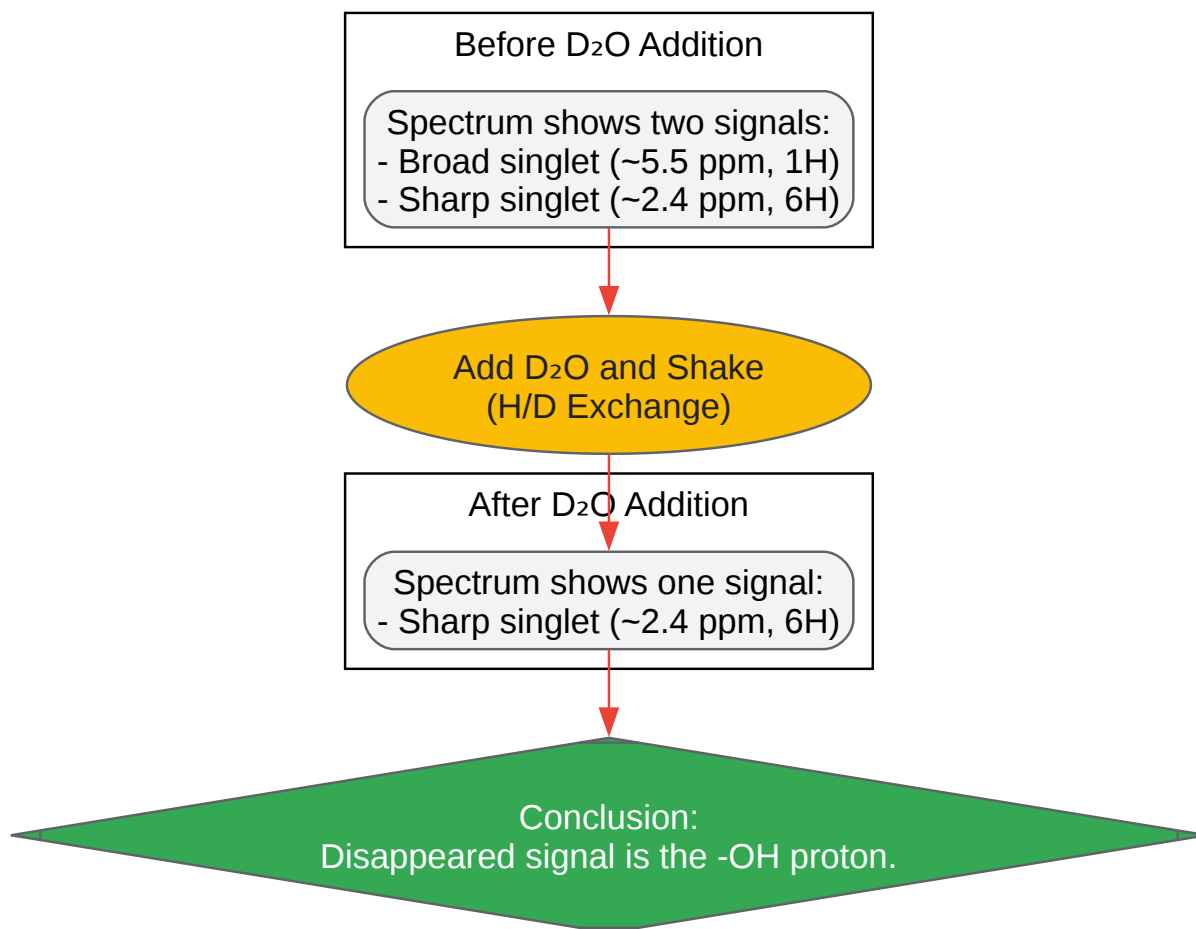 Before D₂O Addition
Spectrum shows two signals:
- Broad singlet (~5.5 ppm, 1H)
- Sharp singlet (~2.4 ppm, 6H)
Add D₂O and Shake
(H/D Exchange)
After D₂O Addition
Spectrum shows one signal:
- Sharp singlet (~2.4 ppm, 6H)
Conclusion:
Disappeared signal is the -OH proton.